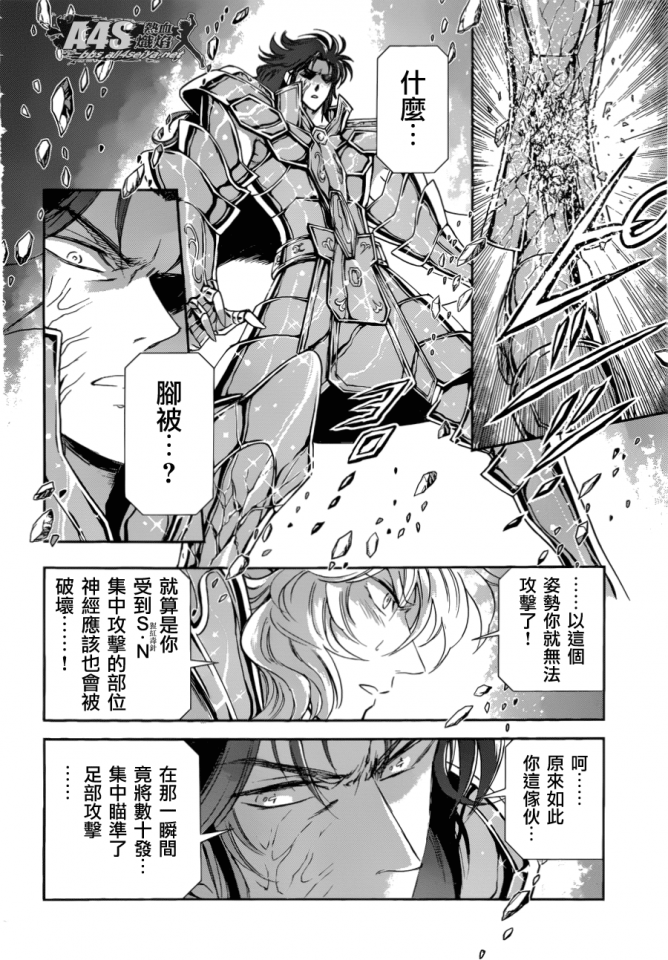 A4S
熱血
熾焰
bbs.all4seiya.net
什麼…
腳被…?
……以這個
姿勢你就無法
攻擊了!
就算是你
受到S·N
集中攻擊的部位
神經應該也會被
破壞……!
呵……
原來如此
你這傢伙…
在那一瞬間
竟將數十發…
集中瞄準了
足部攻擊
……